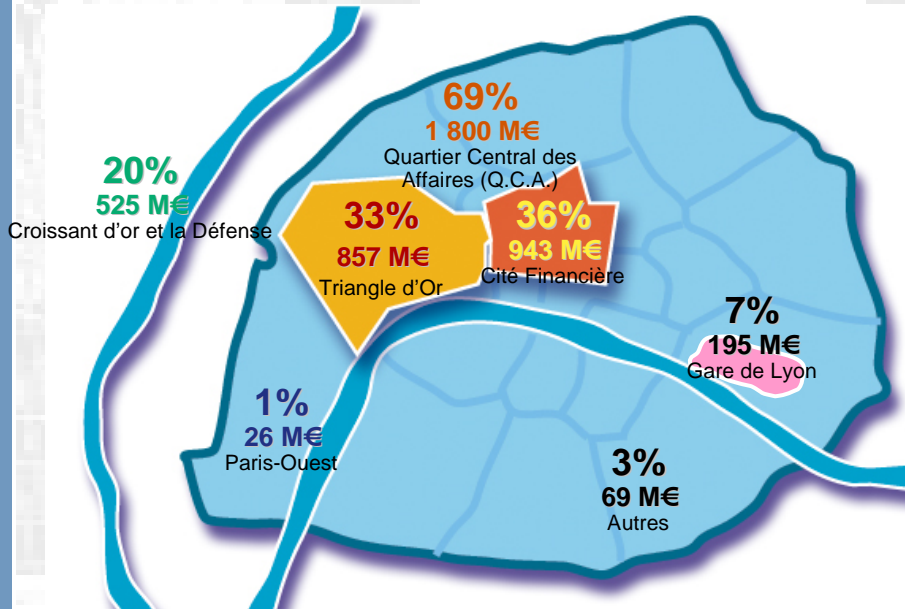 69%
1 800 M€
Quartier Central des
Affaires (Q.C.A.)
20%
525 M€
Croissant d'or et la Défense
33%
857 M€
Triangle d'Or
36%
943 M€
Cité Financière
7%
195 M€
Gare de Lyon
1%
26 M€
Paris-Ouest
3%
69 M€
Autres